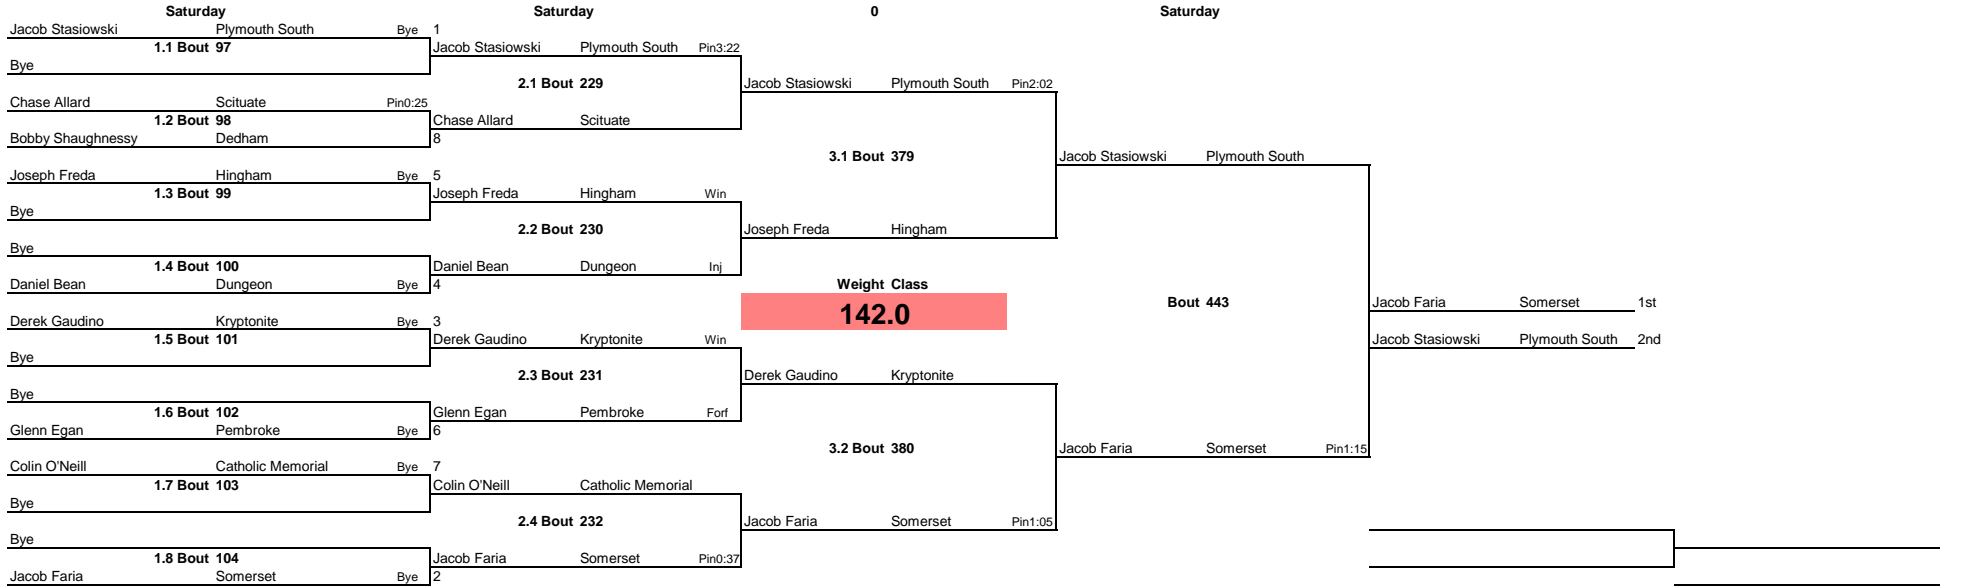 Saturday Saturday 0 Saturday
Jacob Stasiowski Plymouth South Bye 1
1.1 Bout 97 Jacob Stasiowski Plymouth South Pin3:22
Bye
2.1 Bout 229 Jacob Stasiowski Plymouth South Pin2:02
Chase Allard Scituate Pin0:25
1.2 Bout 98 Chase Allard Scituate
Bobby Shaughnessy Dedham 8
3.1 Bout 379 Jacob Stasiowski Plymouth South
Joseph Freda Hingham Bye 5
1.3 Bout 99 Joseph Freda Hingham Win
Bye
2.2 Bout 230 Joseph Freda Hingham
Bye
1.4 Bout 100 Daniel Bean Dungeon Inj
Daniel Bean Dungeon Bye 4 Weight Class
142.0 Bout 443 Jacob Faria Somerset 1st
Derek Gaudino Kryptonite Bye 3
1.5 Bout 101 Derek Gaudino Kryptonite Win Jacob Stasiowski Plymouth South 2nd
Bye
2.3 Bout 231 Derek Gaudino Kryptonite
Bye
1.6 Bout 102 Glenn Egan Pembroke Forf
Glenn Egan Pembroke Bye 6
3.2 Bout 380 Jacob Faria Somerset Pin1:15
Colin O'Neill Catholic Memorial Bye 7
1.7 Bout 103 Colin O'Neill Catholic Memorial
Bye
2.4 Bout 232 Jacob Faria Somerset Pin1:05
Bye
1.8 Bout 104 Jacob Faria Somerset Pin0:37
Jacob Faria Somerset Bye 2